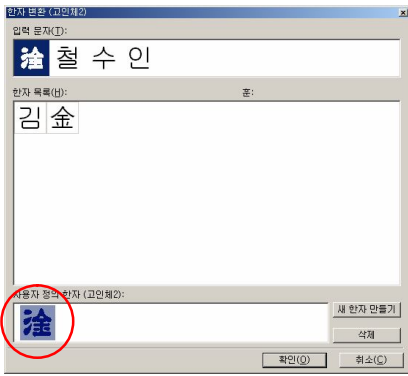 한자 변환 (고인체2)
입력 문자(T):
淦 철 수 인
한자 목록(H):
훈:
김 金
사용자 정의 한자 (고인체2):
淦
새 한자 만들기
삭제
확인(O)
취소(C)